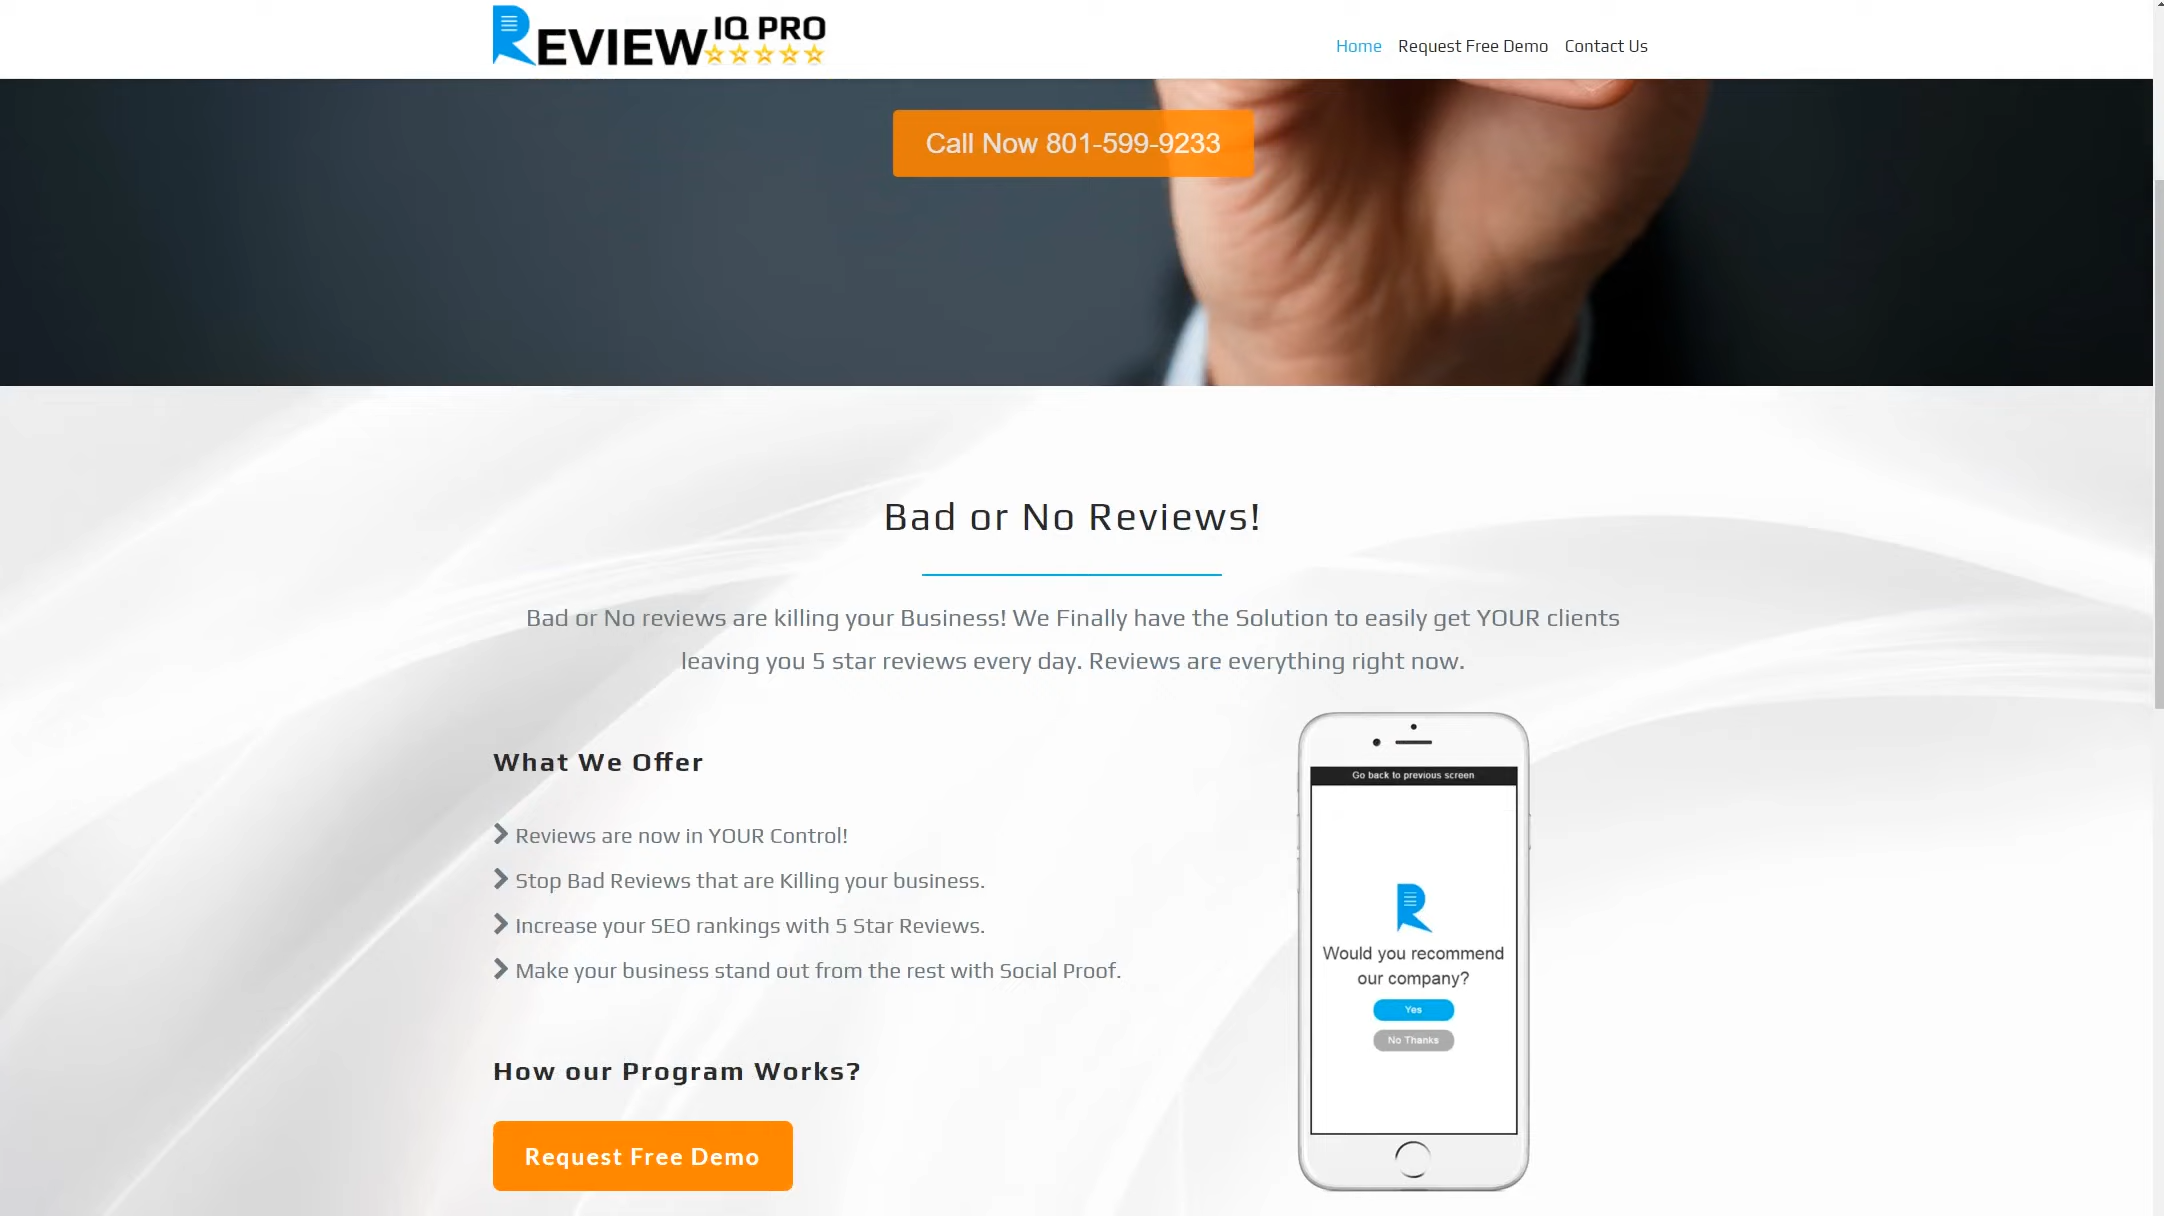 REVIEW IQ PRO
Home Request Free Demo Contact Us
Call Now 801-599-9233
Bad or No Reviews!
Bad or No reviews are killing your Business! We Finally have the Solution to easily get YOUR clients
leaving you 5 star reviews every day. Reviews are everything right now.
What We Offer
Reviews are now in YOUR Control!
Stop Bad Reviews that are Killing your business.
Increase your SEO rankings with 5 Star Reviews.
Make your business stand out from the rest with Social Proof.
How our Program Works?
Request Free Demo
Go back to previous screen
R
Would you recommend
our company?
Yes
No Thanks